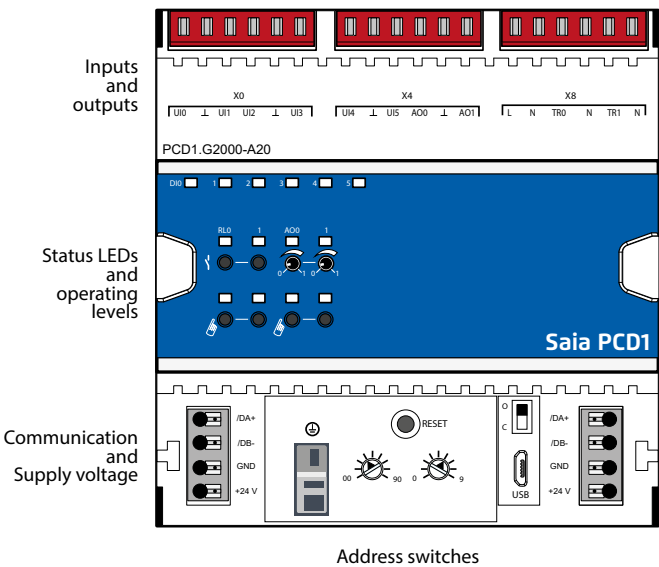 Inputs
and
outputs
X0 X4 X8
UI0 ⊥ UI1 UI2 ⊥ UI3 UI4 ⊥ UI5 AO0 ⊥ AO1 L N TR0 N TR1 N
PCD1.G2000-A20
DI0 1 2 3 4 5
RL0 1 AO0 1
0 1 0 1
Status LEDs
and
operating
levels
Saia PCD1
Communication
and
Supply voltage
/DA+
/DB-
GND
+24 V
RESET
00 90 0 9
O
C
USB
/DA+
/DB-
GND
+24 V
Address switches